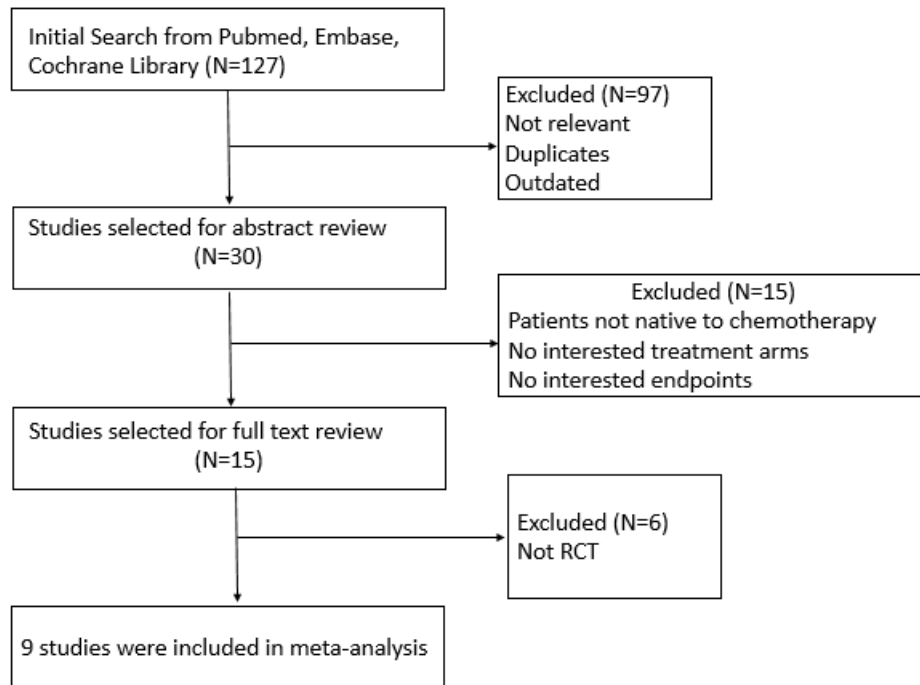 Initial Search from Pubmed, Embase,
Cochrane Library (N=127)
Excluded (N=97)
Not relevant
Duplicates
Outdated
Studies selected for abstract review
(N=30)
Excluded (N=15)
Patients not native to chemotherapy
No interested treatment arms
No interested endpoints
Studies selected for full text review
(N=15)
Excluded (N=6)
Not RCT
9 studies were included in meta-analysis